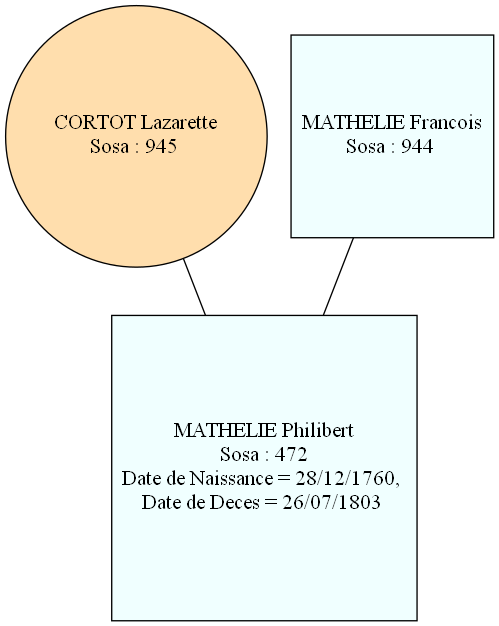 CORTOT Lazarette
Sosa : 945
MATHELIE Francois
Sosa : 944
MATHELIE Philibert
Sosa : 472
Date de Naissance = 28/12/1760,
Date de Deces = 26/07/1803